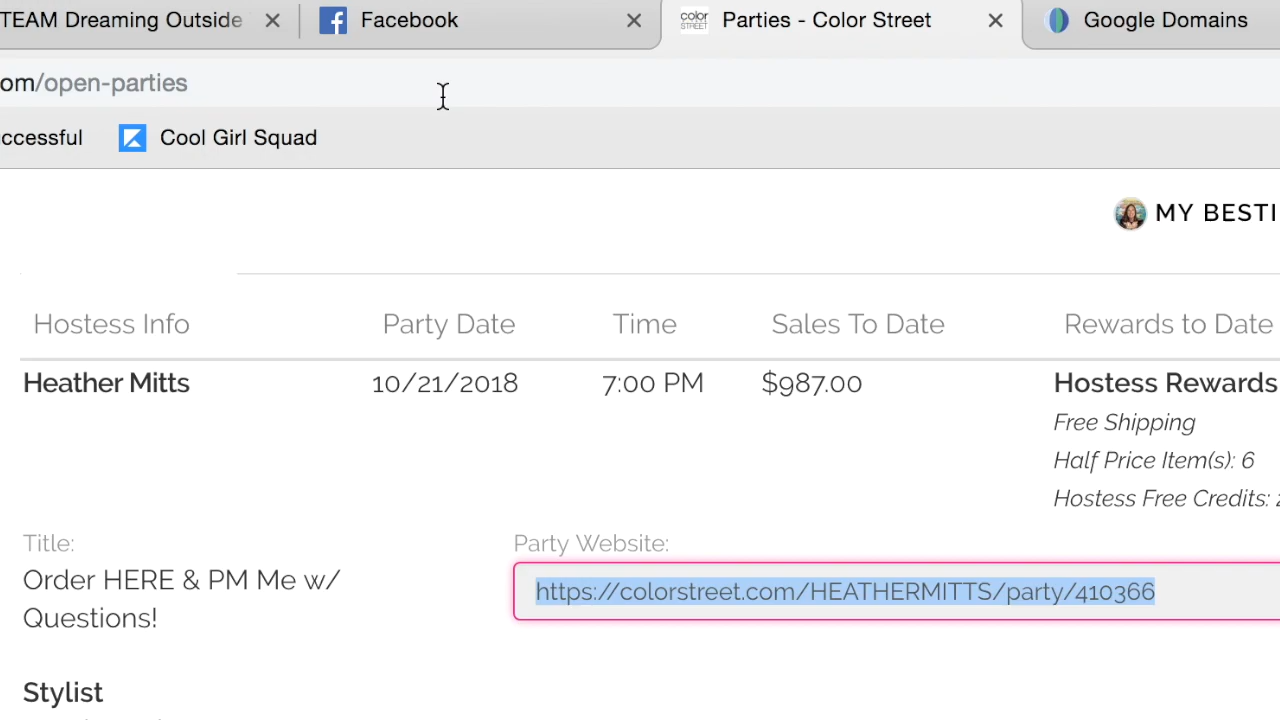 TEAM Dreaming Outside
Facebook
color STREET
Parties - Color Street
Google Domains
om/open-parties
ccessful
Cool Girl Squad
MY BESTI
Hostess Info
Party Date
Time
Sales To Date
Rewards to Date
Heather Mitts
10/21/2018
7:00 PM
$987.00
Hostess Rewards
Free Shipping
Half Price Item(s): 6
Hostess Free Credits: 2
Title:
Party Website:
Order HERE & PM Me w/
Questions!
https://colorstreet.com/HEATHERMITTS/party/410366
Stylist